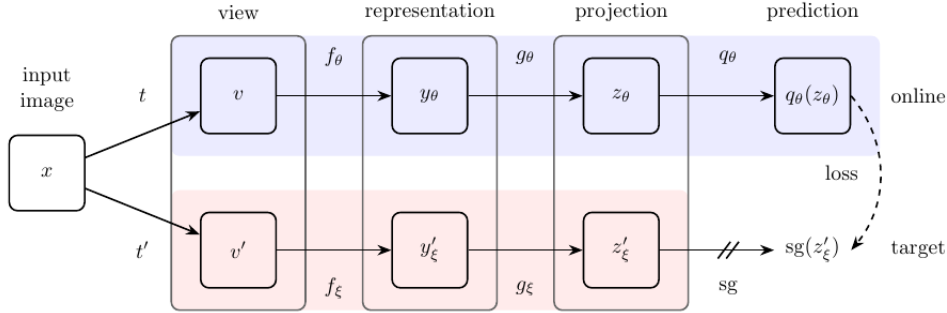 view
representation
projection
prediction
input
image
t
f_θ
g_θ
q_θ
v
y_θ
z_θ
q_θ(z_θ)
online
x
loss
t′
v′
y′_ξ
z′_ξ
sg(z′_ξ)
target
f_ξ
g_ξ
sg